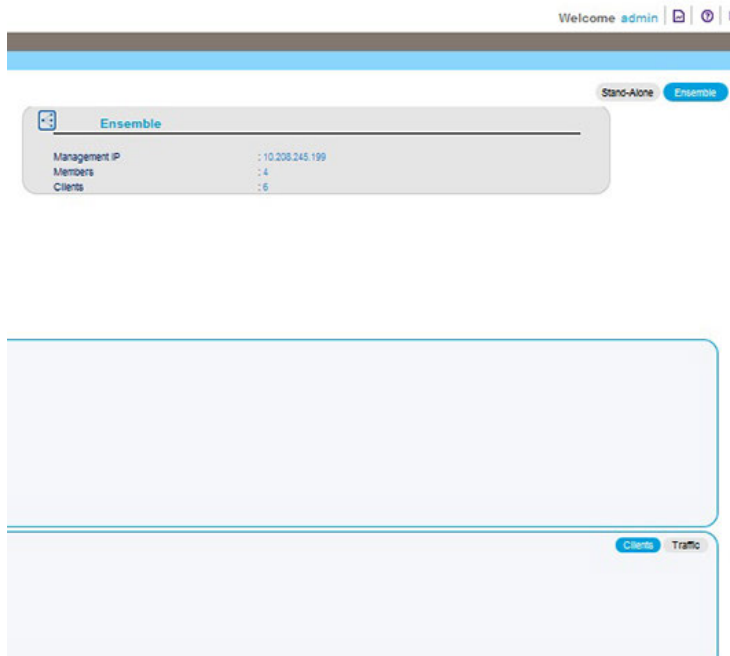 Welcome admin
Stand-Alone Ensemble
Ensemble
Management IP : 10.208.245.199
Members : 4
Clients : 6
Clients Traffic